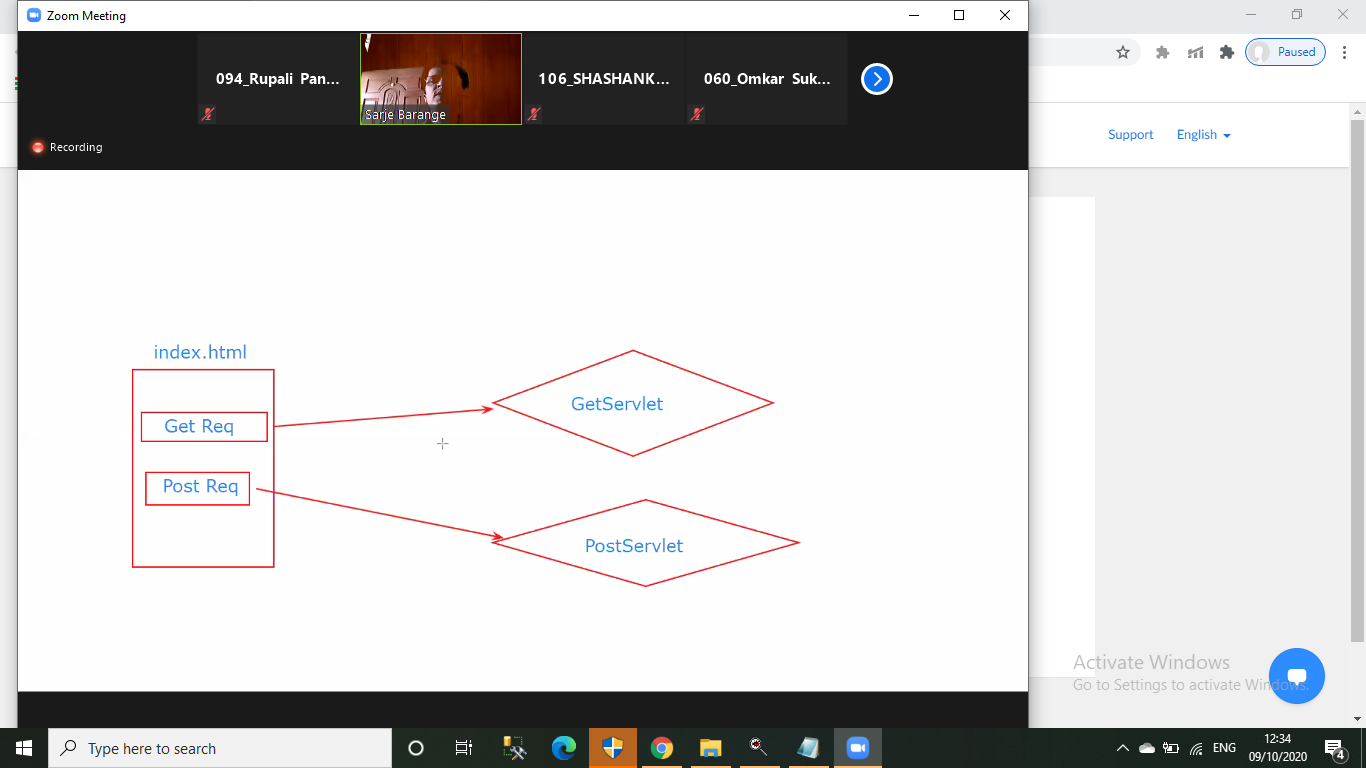 Zoom Meeting
094_Rupali Pan...
Sarje Barange
106_SHASHANK...
060_Omkar Suk...
Paused
Recording
Support
English
index.html
Get Req
GetServlet
Post Req
PostServlet
Activate Windows
Go to Settings to activate Windows.
Type here to search
ENG
12:34
09/10/2020
4